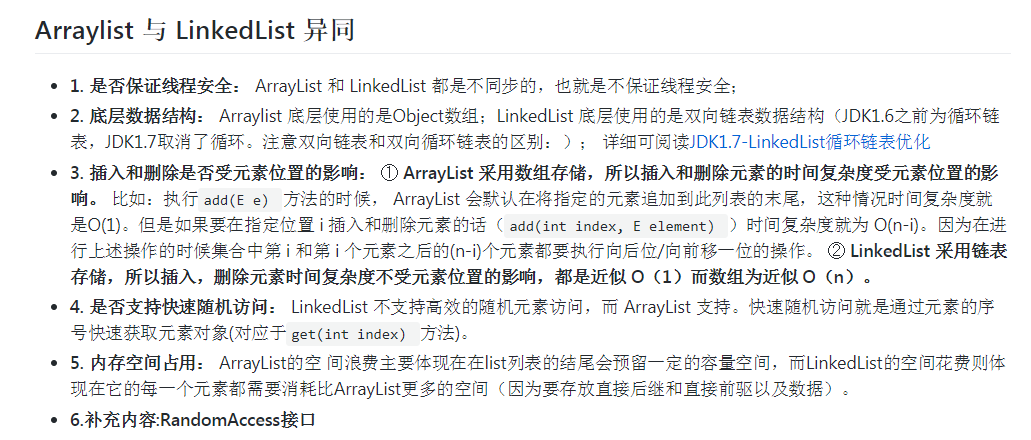 Arraylist 与 LinkedList 异同
1. 是否保证线程安全： ArrayList 和 LinkedList 都是不同步的，也就是不保证线程安全；
2. 底层数据结构： Arraylist 底层使用的是Object数组；LinkedList 底层使用的是双向链表数据结构（JDK1.6之前为循环链
表，JDK1.7取消了循环。注意双向链表和双向循环链表的区别：）； 详细可阅读JDK1.7-LinkedList循环链表优化
3. 插入和删除是否受元素位置的影响： ① ArrayList 采用数组存储，所以插入和删除元素的时间复杂度受元素位置的影
响。 比如：执行 add(E e) 方法的时候， ArrayList 会默认在将指定的元素追加到此列表的末尾，这种情况时间复杂度就
是O(1)。但是如果要在指定位置 i 插入和删除元素的话（ add(int index, E element) ）时间复杂度就为 O(n-i)。因为在进
行上述操作的时候集合中第 i 和第 i 个元素之后的(n-i)个元素都要执行向后位/向前移一位的操作。 ② LinkedList 采用链表
存储，所以插入，删除元素时间复杂度不受元素位置的影响，都是近似 O（1）而数组为近似 O（n）。
4. 是否支持快速随机访问： LinkedList 不支持高效的随机元素访问，而 ArrayList 支持。快速随机访问就是通过元素的序
号快速获取元素对象(对应于 get(int index) 方法)。
5. 内存空间占用： ArrayList的空 间浪费主要体现在在list列表的结尾会预留一定的容量空间，而LinkedList的空间花费则体
现在它的每一个元素都需要消耗比ArrayList更多的空间（因为要存放直接后继和直接前驱以及数据）。
6.补充内容:RandomAccess接口